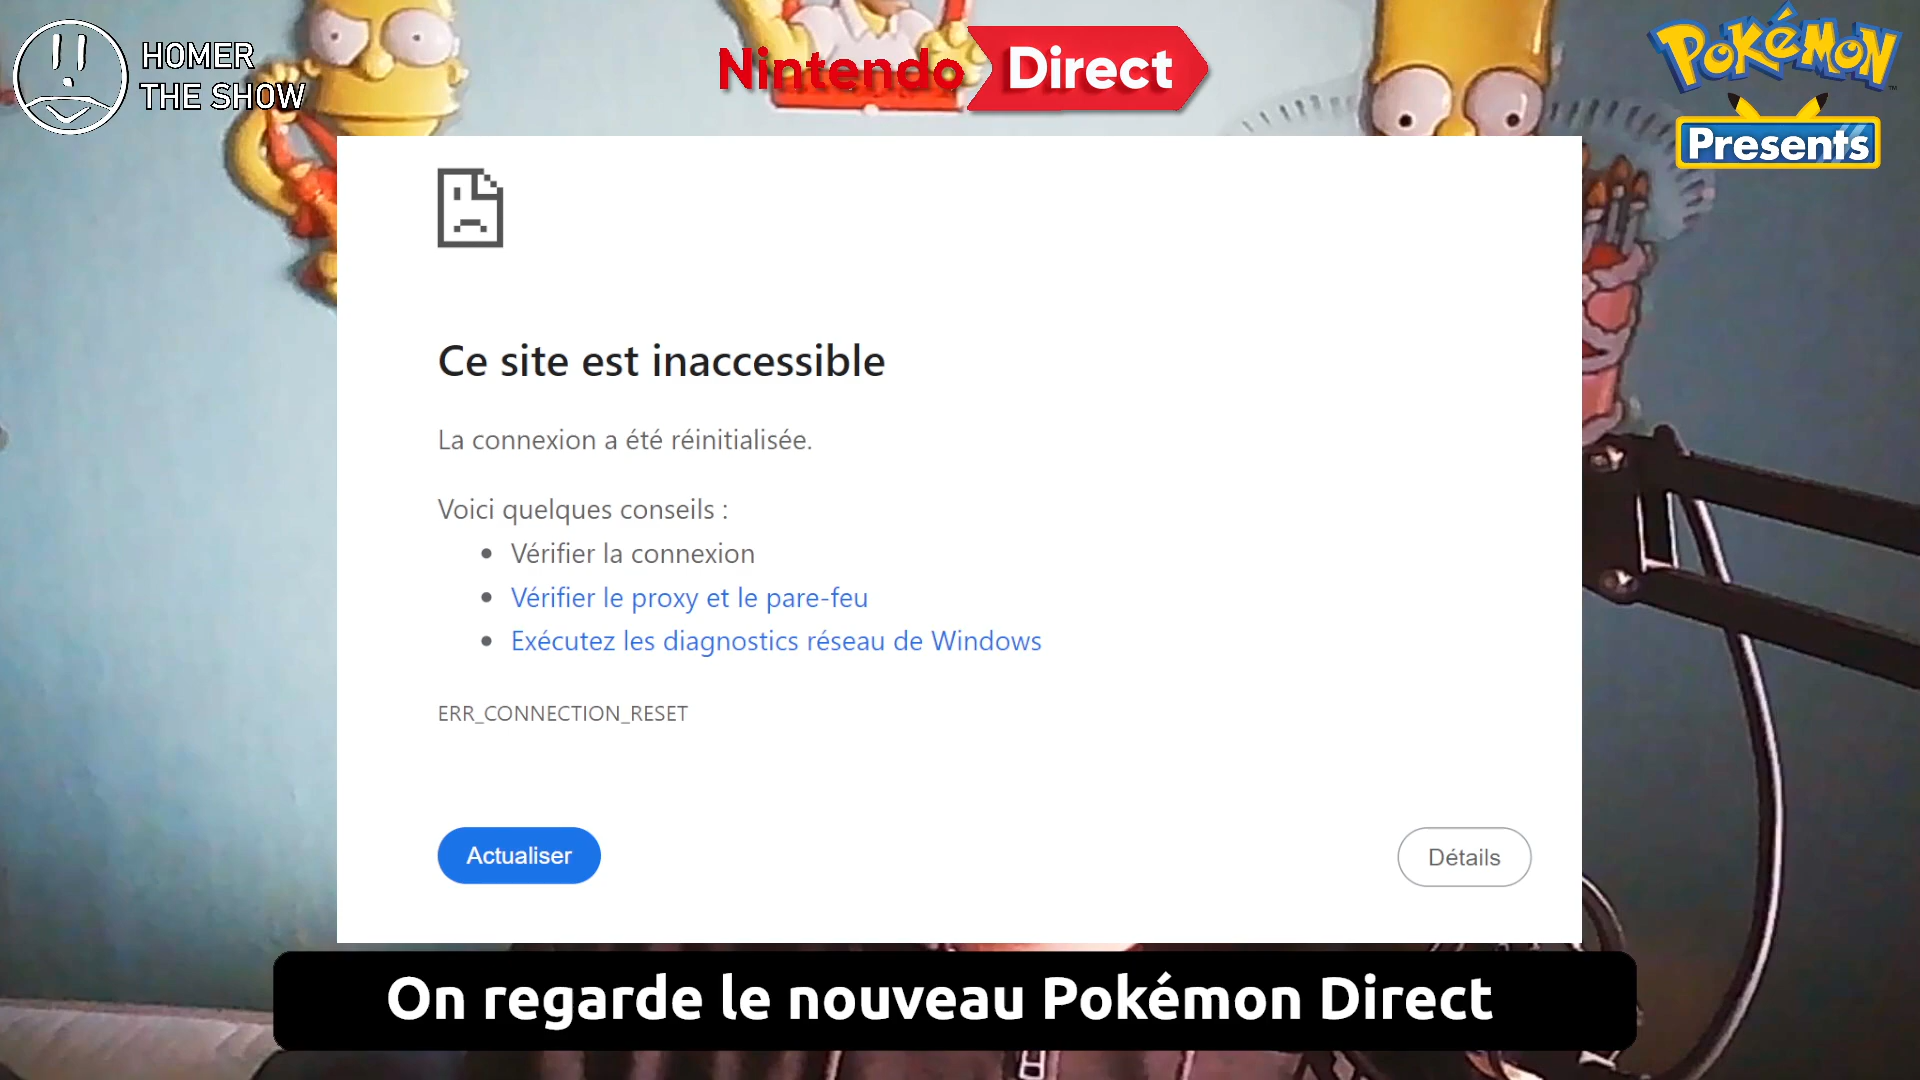 HOMER
THE SHOW
Nintendo Direct
POKéMON
Presents
Ce site est inaccessible
La connexion a été réinitialisée.
Voici quelques conseils :
Vérifier la connexion
Vérifier le proxy et le pare-feu
Exécutez les diagnostics réseau de Windows
ERR_CONNECTION_RESET
Actualiser
Détails
On regarde le nouveau Pokémon Direct